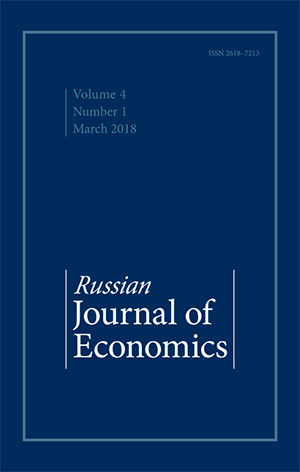 ISSN 2618-7213
Volume 4
Number 1
March 2018
Russian
Journal of
Economics